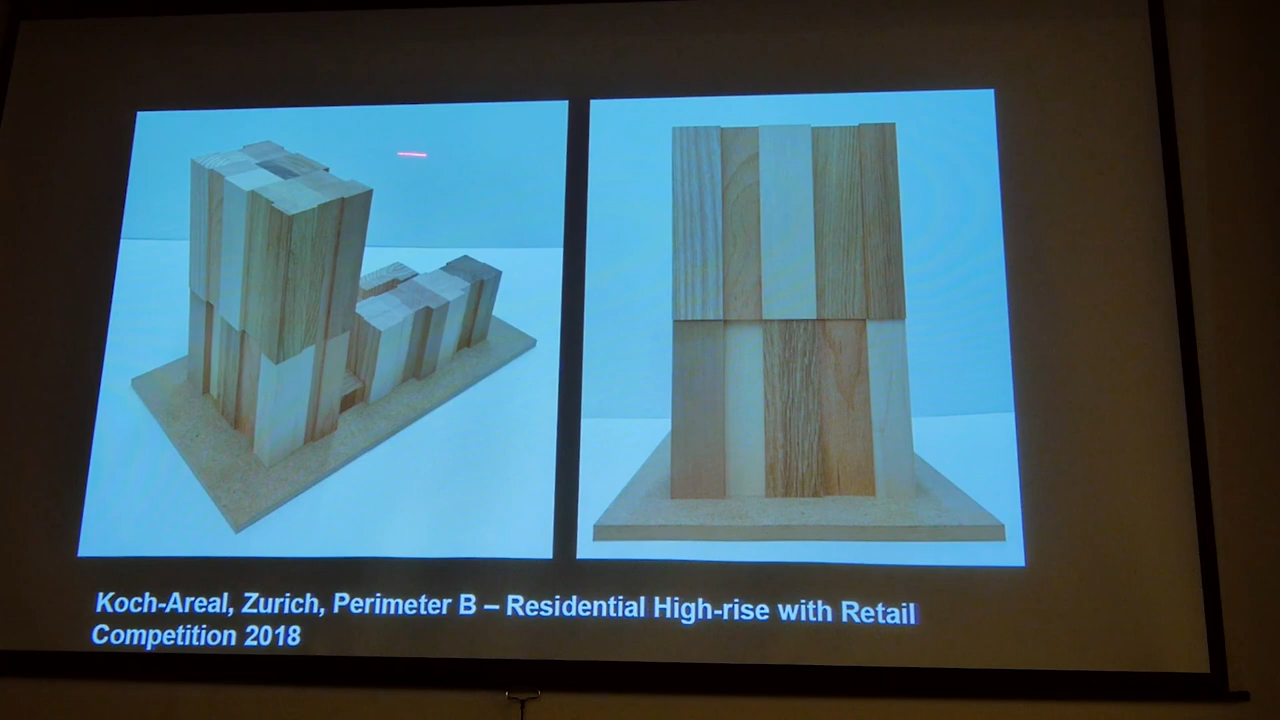 Koch-Areal, Zurich, Perimeter B – Residential High-rise with Retail
Competition 2018